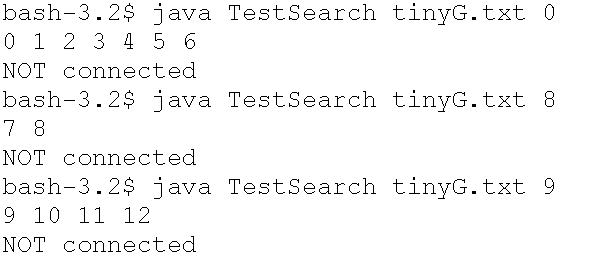 bash-3.2$ java TestSearch tinyG.txt 0
0 1 2 3 4 5 6
NOT connected
bash-3.2$ java TestSearch tinyG.txt 8
7 8
NOT connected
bash-3.2$ java TestSearch tinyG.txt 9
9 10 11 12
NOT connected